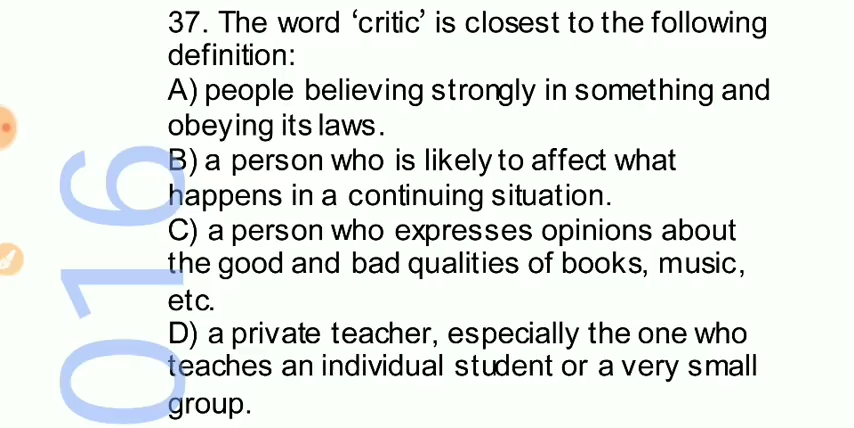 37. The word ‘critic’ is closest to the following
definition:
A) people believing strongly in something and
obeying its laws.
B) a person who is likely to affect what
happens in a continuing situation.
C) a person who expresses opinions about
the good and bad qualities of books, music,
etc.
D) a private teacher, especially the one who
teaches an individual student or a very small
group.
016